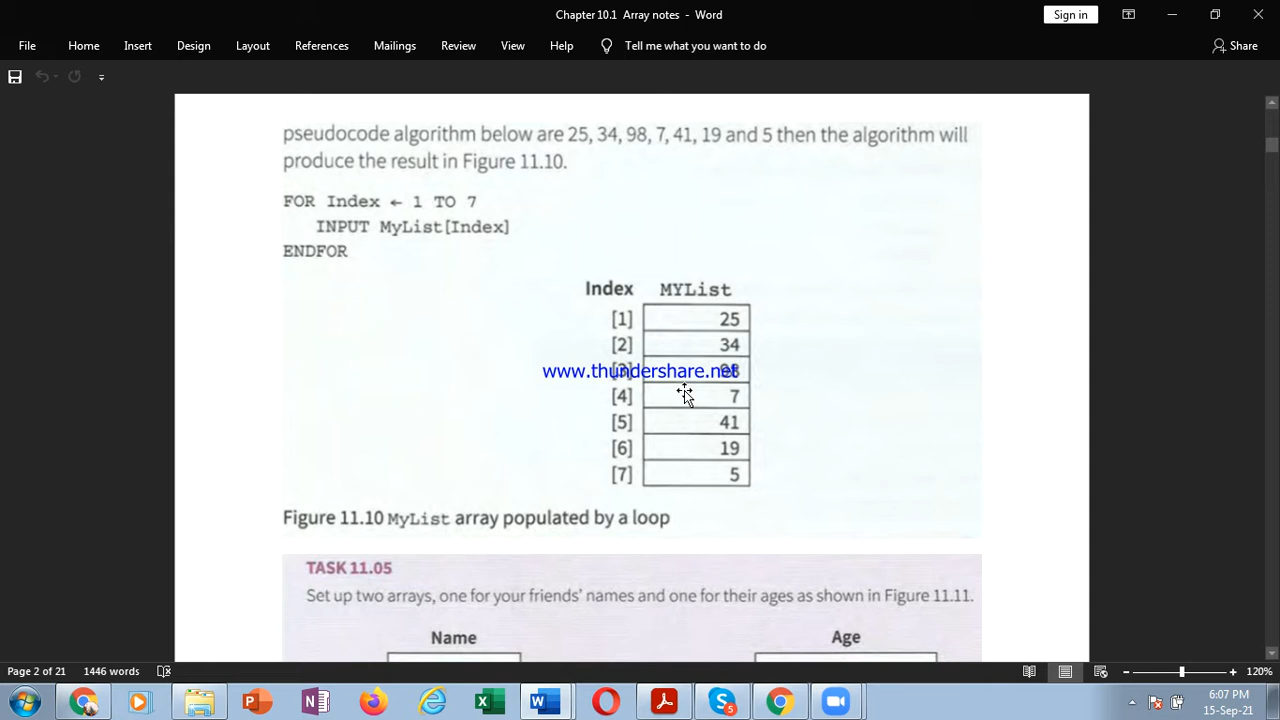 Chapter 10.1 Array notes - Word
Sign in
File Home Insert Design Layout References Mailings Review View Help Tell me what you want to do
Share
pseudocode algorithm below are 25, 34, 98, 7, 41, 19 and 5 then the algorithm will
produce the result in Figure 11.10.
FOR Index ← 1 TO 7
INPUT MyList[Index]
ENDFOR
Index MYList
[1] 25
[2] 34
[3] 98
www.thundershare.net
[4] 7
[5] 41
[6] 19
[7] 5
Figure 11.10 MyList array populated by a loop
TASK 11.05
Set up two arrays, one for your friends' names and one for their ages as shown in Figure 11.11.
Name Age
Page 2 of 21 1446 words
120%
6:07 PM
15-Sep-21